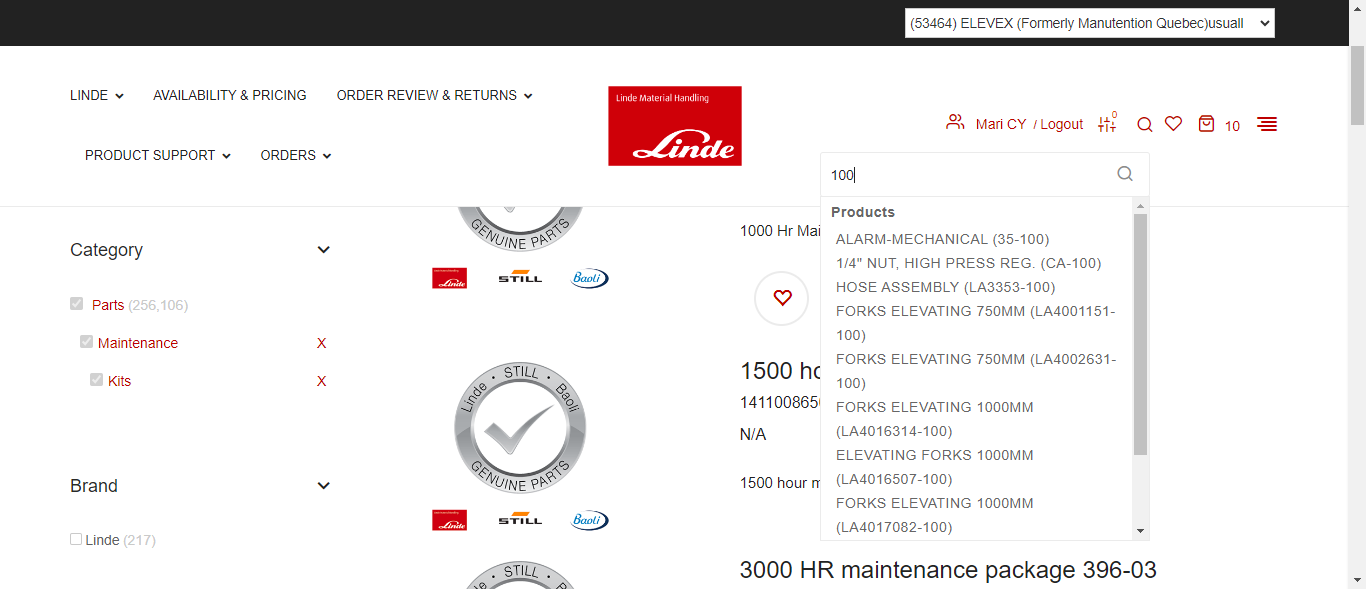 (53464) ELEVEX (Formerly Manutention Quebec)usuall
LINDE
AVAILABILITY & PRICING
ORDER REVIEW & RETURNS
PRODUCT SUPPORT
ORDERS
Linde Material Handling
Linde
Mari CY / Logout
0
10
100
Products
ALARM-MECHANICAL (35-100)
1/4" NUT, HIGH PRESS REG. (CA-100)
HOSE ASSEMBLY (LA3353-100)
FORKS ELEVATING 750MM (LA4001151-
100)
FORKS ELEVATING 750MM (LA4002631-
100)
FORKS ELEVATING 1000MM
(LA4016314-100)
ELEVATING FORKS 1000MM
(LA4016507-100)
FORKS ELEVATING 1000MM
(LA4017082-100)
Category
Parts (256,106)
Maintenance X
Kits X
Brand
Linde (217)
GENUINE PARTS
Linde STILL Baoli
1000 Hr Mai
Linde • STILL • Baoli
GENUINE PARTS
Linde STILL Baoli
1500 ho
141100865
N/A
1500 hour m
Linde • STILL • Baoli
3000 HR maintenance package 396-03